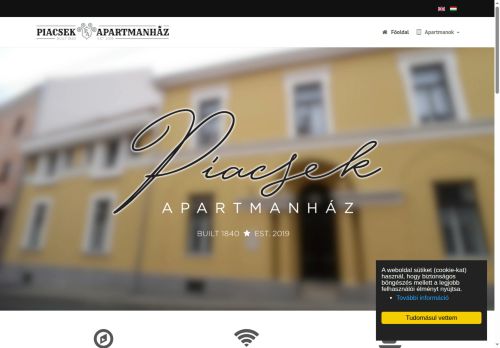 PIACSEK APARTMANHÁZ
Főoldal
Apartmanok
Piacsek
APARTMANHÁZ
BUILT 1840 ★ EST. 2019
A weboldal sütiket (cookie-kat)
használ, hogy biztonságos
böngészés mellett a legjobb
felhasználói élményt nyújtsa.
• További információ
Tudomásul vettem